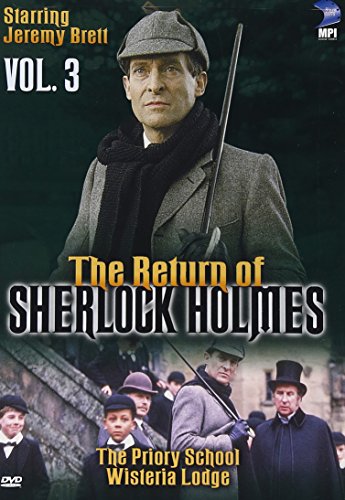 Starring
Jeremy Brett
VOL. 3
MPI
The Return of
SHERLOCK HOLMES
The Priory School
Wisteria Lodge
DVD